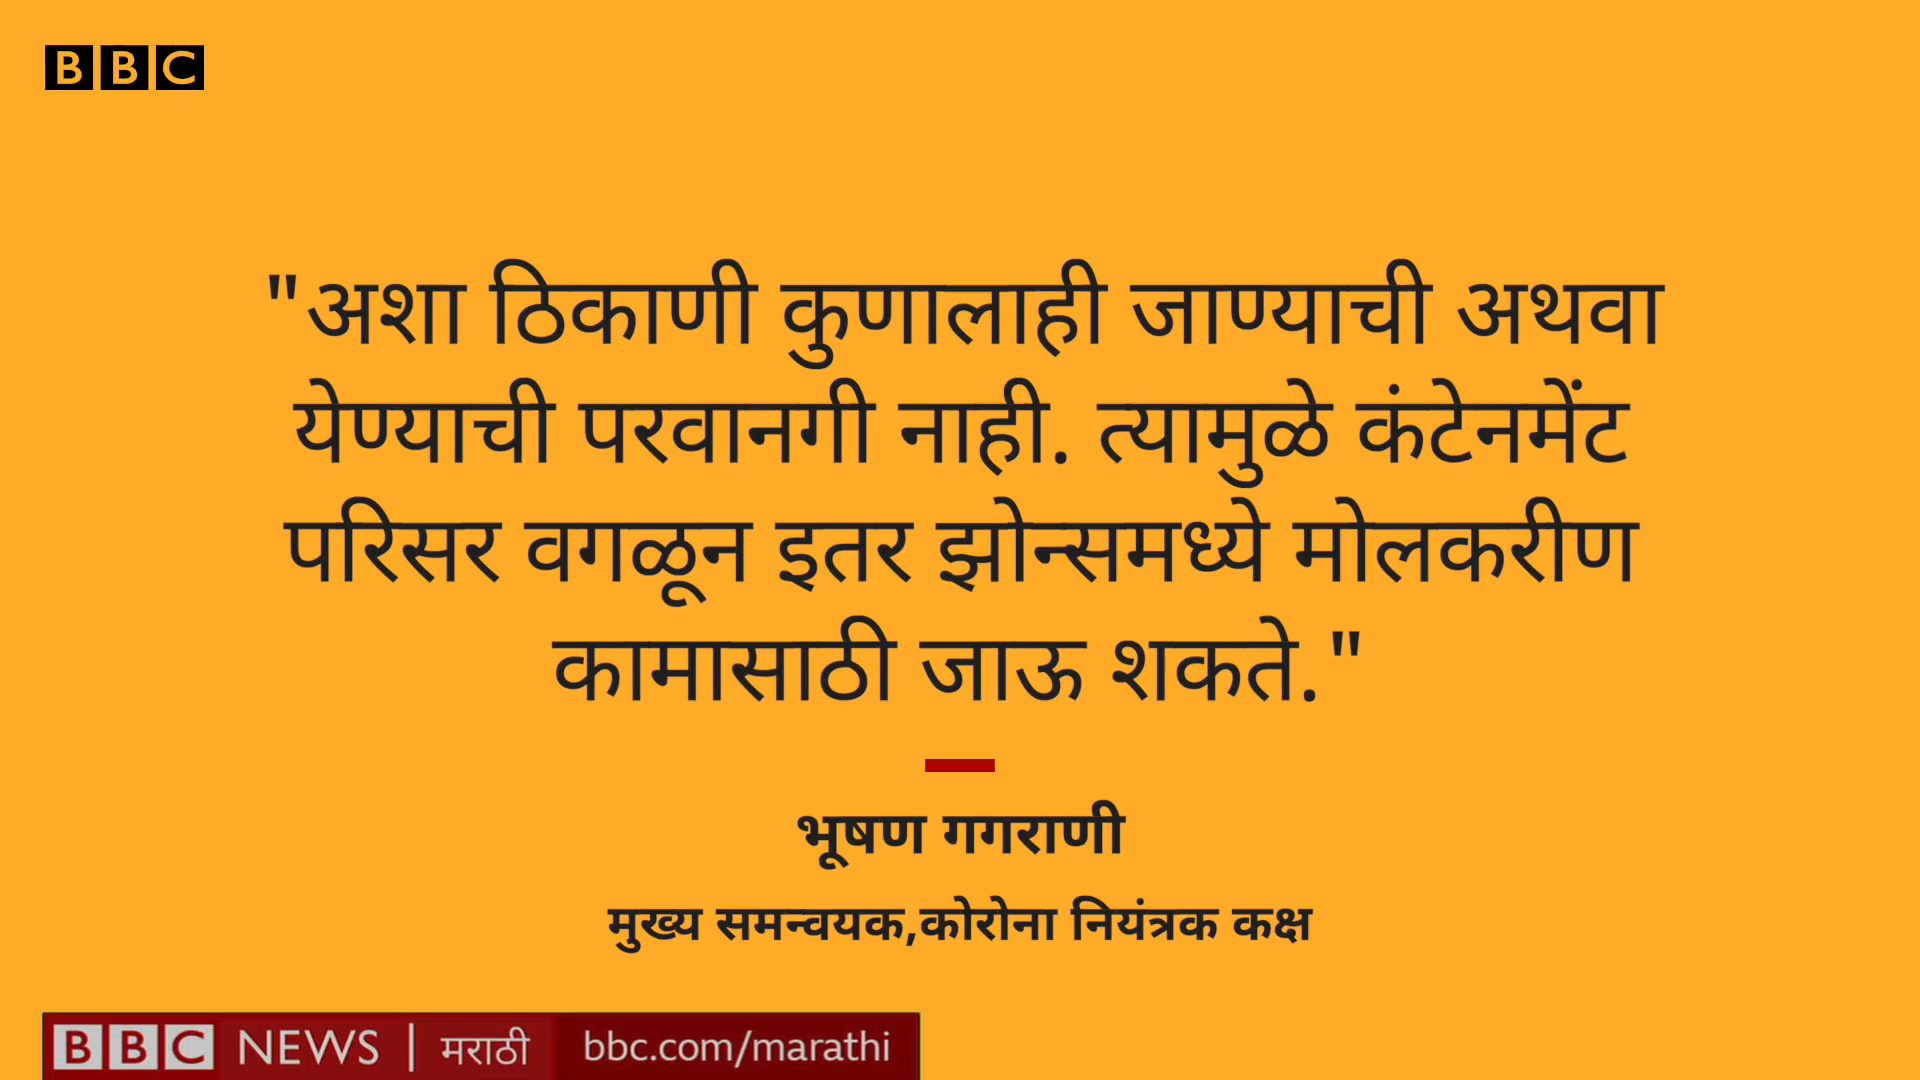 BBC
"अशा ठिकाणी कुणालाही जाण्याची अथवा
येण्याची परवानगी नाही. त्यामुळे कंटेनमेंट
परिसर वगळून इतर झोन्समध्ये मोलकरीण
कामासाठी जाऊ शकते."
भूषण गगराणी
मुख्य समन्वयक,कोरोना नियंत्रक कक्ष
BBC NEWS | मराठी bbc.com/marathi